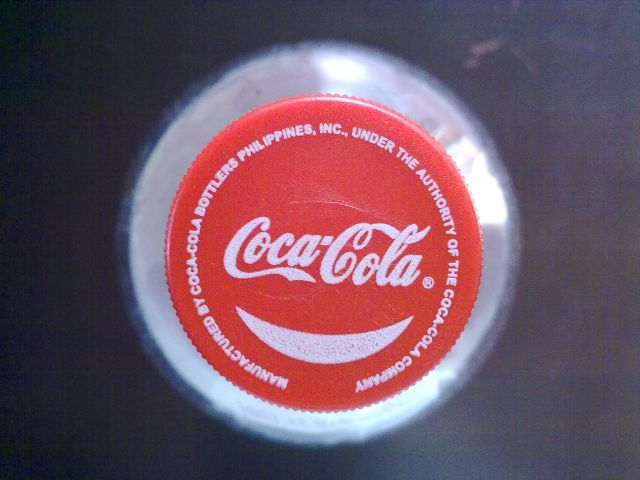 MANUFACTURED BY COCA-COLA BOTTLERS PHILIPPINES, INC., UNDER THE AUTHORITY OF THE COCA-COLA COMPANY
Coca-Cola®